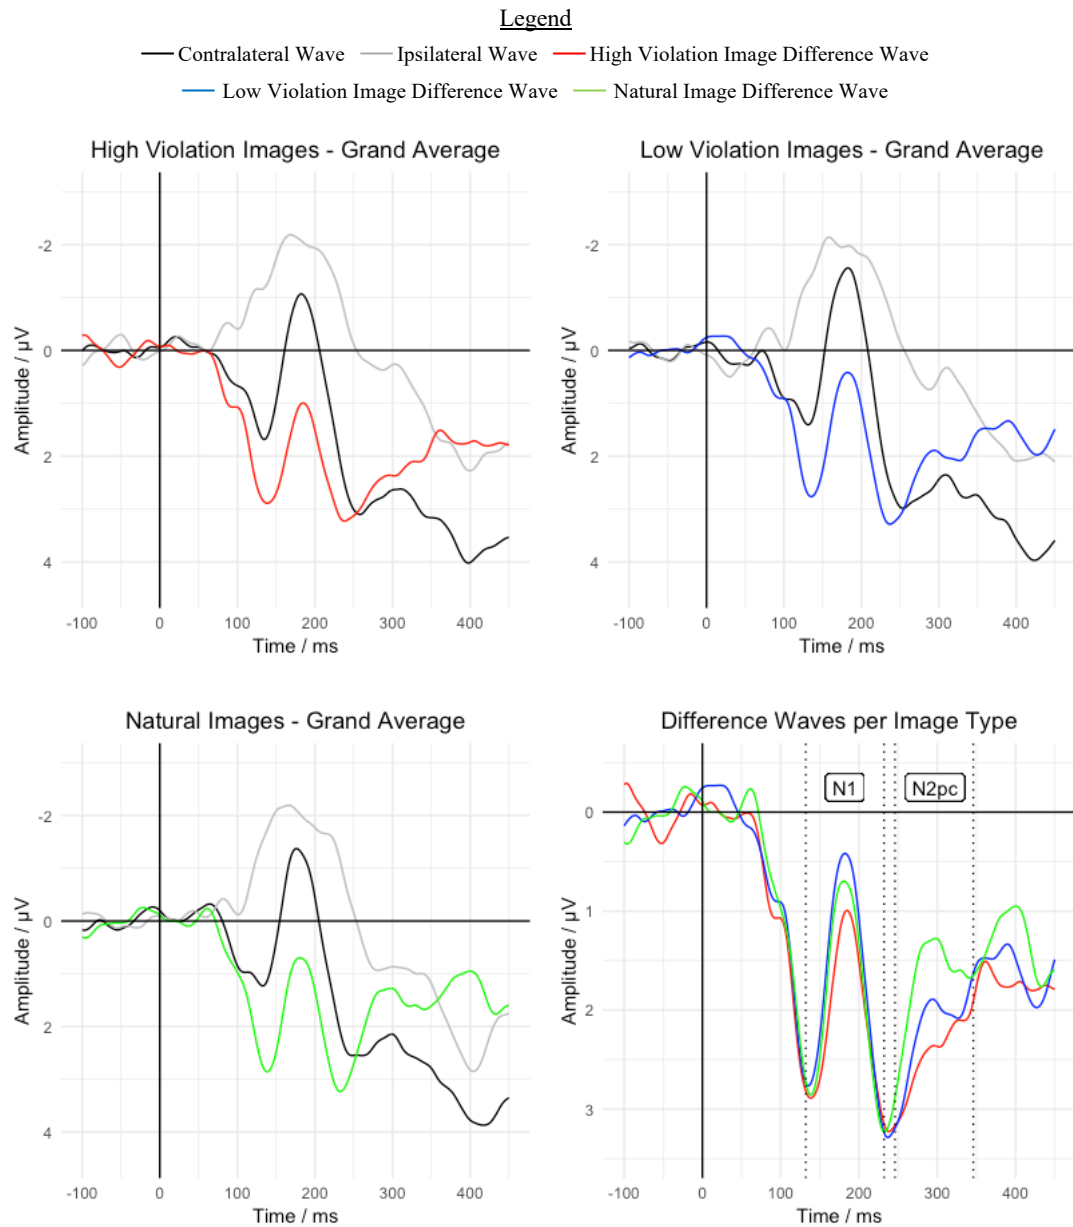 Legend
Contralateral Wave Ipsilateral Wave High Violation Image Difference Wave
Low Violation Image Difference Wave Natural Image Difference Wave
High Violation Images - Grand Average
-2
0
2
4
Amplitude / µV
-100 0 100 200 300 400
Time / ms
Low Violation Images - Grand Average
-2
0
2
4
Amplitude / µV
-100 0 100 200 300 400
Time / ms
Natural Images - Grand Average
-2
0
2
4
Amplitude / µV
-100 0 100 200 300 400
Time / ms
Difference Waves per Image Type
N1 N2pc
0
1
2
3
Amplitude / µV
-100 0 100 200 300 400
Time / ms